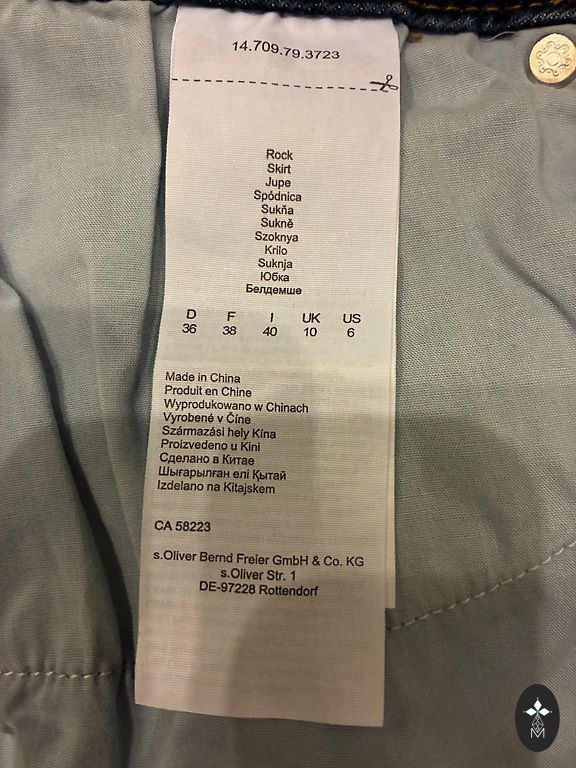 14.709.79.3723
Rock
Skirt
Jupe
Spódnica
Sukňa
Sukně
Szoknya
Krilo
Suknja
Юбка
Белдемше
D F I UK US
36 38 40 10 6
Made in China
Produit en Chine
Wyprodukowano w Chinach
Vyrobené v Číne
Származási hely Kína
Proizvedeno u Kini
Сделано в Китае
Шығарылған елі Қытай
Izdelano na Kitajskem
CA 58223
s.Oliver Bernd Freier GmbH & Co. KG
s.Oliver Str. 1
DE-97228 Rottendorf
M